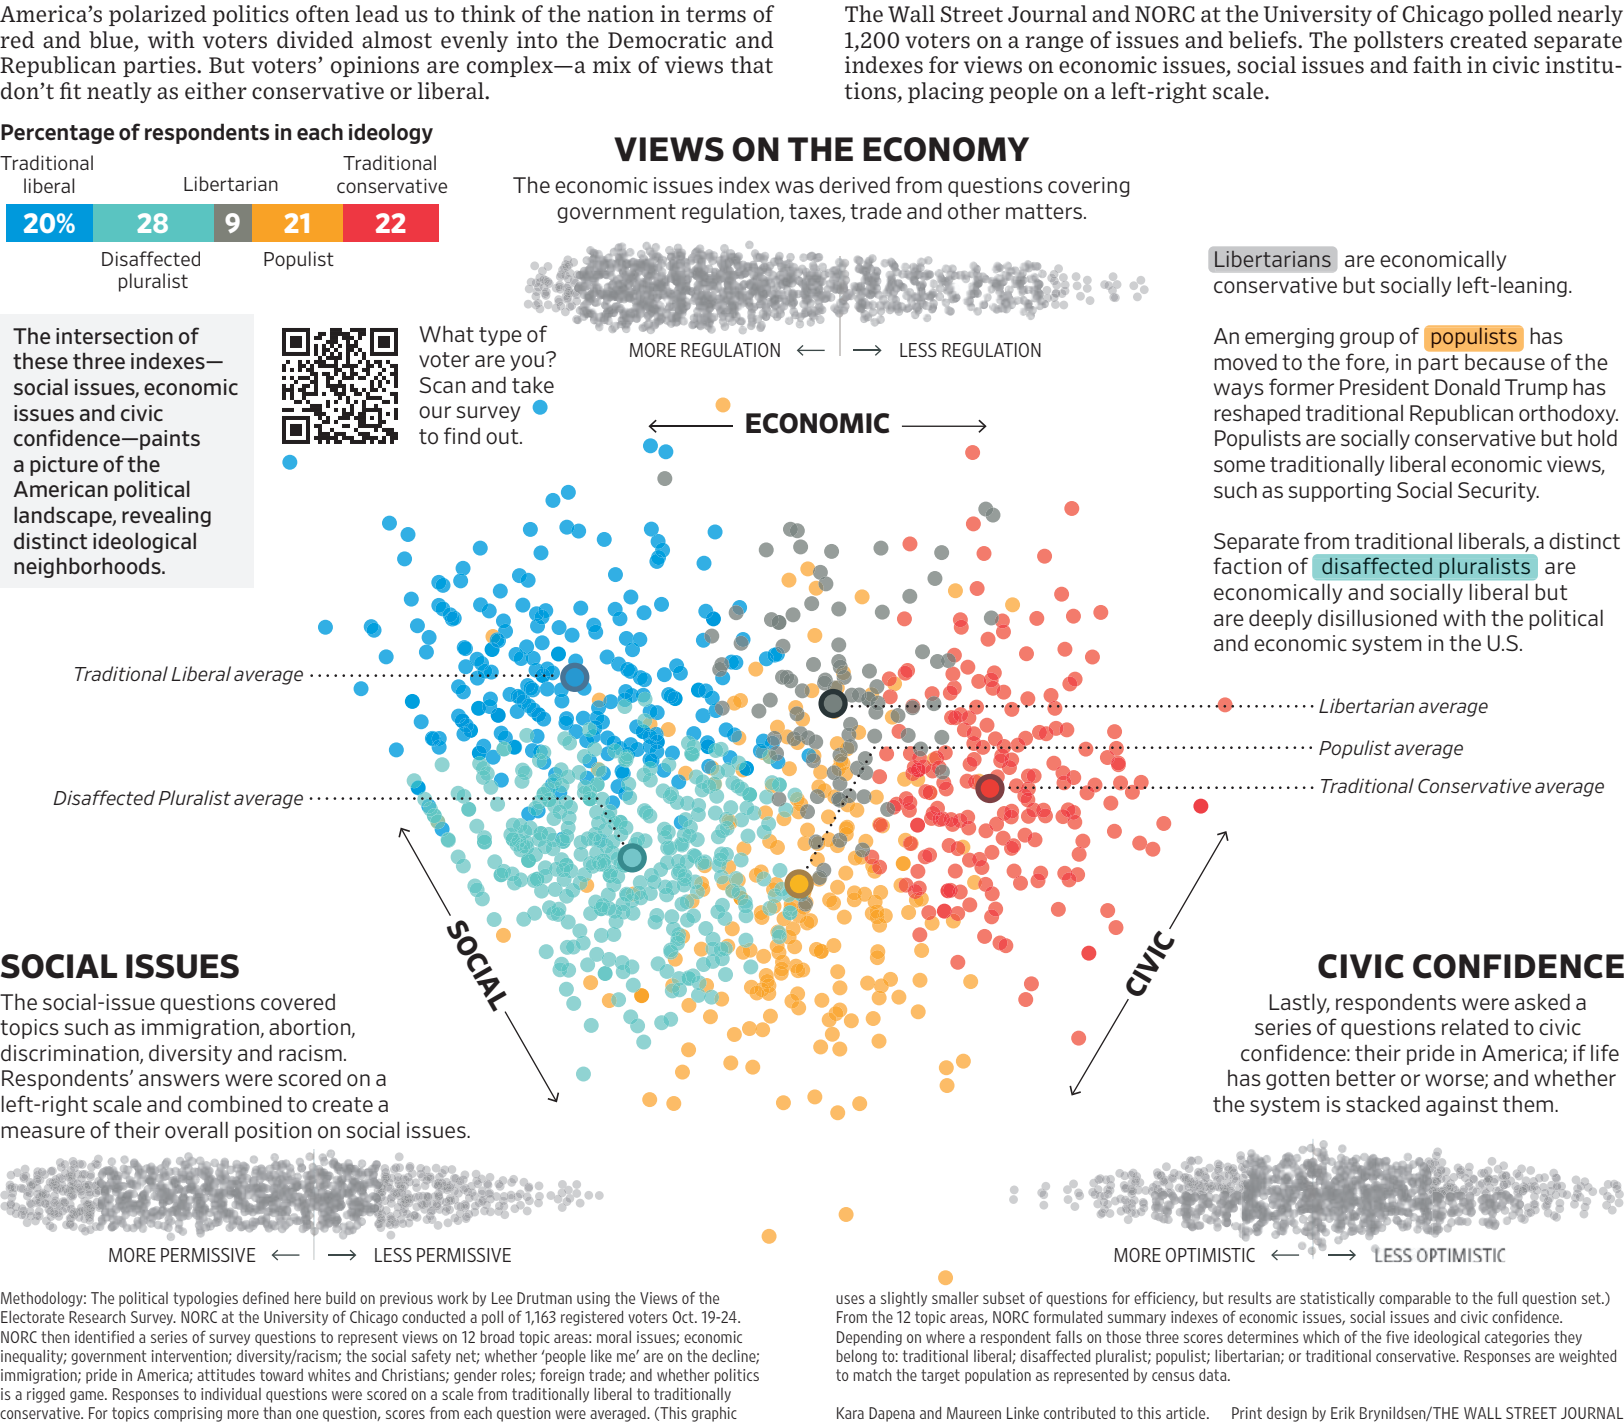 America's polarized politics often lead us to think of the nation in terms of
red and blue, with voters divided almost evenly into the Democratic and
Republican parties. But voters' opinions are complex—a mix of views that
don't fit neatly as either conservative or liberal.
The Wall Street Journal and NORC at the University of Chicago polled nearly
1,200 voters on a range of issues and beliefs. The pollsters created separate
indexes for views on economic issues, social issues and faith in civic institu-
tions, placing people on a left-right scale.
Percentage of respondents in each ideology
Traditional
liberal
Libertarian
Traditional
conservative
20% 28 9 21 22
Disaffected
pluralist
Populist
VIEWS ON THE ECONOMY
The economic issues index was derived from questions covering
government regulation, taxes, trade and other matters.
MORE REGULATION ← → LESS REGULATION
The intersection of
these three indexes—
social issues, economic
issues and civic
confidence—paints
a picture of the
American political
landscape, revealing
distinct ideological
neighborhoods.
What type of
voter are you?
Scan and take
our survey
to find out.
Libertarians are economically
conservative but socially left-leaning.
An emerging group of populists has
moved to the fore, in part because of the
ways former President Donald Trump has
reshaped traditional Republican orthodoxy.
Populists are socially conservative but hold
some traditionally liberal economic views,
such as supporting Social Security.
Separate from traditional liberals, a distinct
faction of disaffected pluralists are
economically and socially liberal but
are deeply disillusioned with the political
and economic system in the U.S.
ECONOMIC
Traditional Liberal average
Libertarian average
Populist average
Traditional Conservative average
Disaffected Pluralist average
SOCIAL
CIVIC
SOCIAL ISSUES
The social-issue questions covered
topics such as immigration, abortion,
discrimination, diversity and racism.
Respondents' answers were scored on a
left-right scale and combined to create a
measure of their overall position on social issues.
MORE PERMISSIVE ← → LESS PERMISSIVE
CIVIC CONFIDENCE
Lastly, respondents were asked a
series of questions related to civic
confidence: their pride in America; if life
has gotten better or worse; and whether
the system is stacked against them.
MORE OPTIMISTIC ← → LESS OPTIMISTIC
Methodology: The political typologies defined here build on previous work by Lee Drutman using the Views of the
Electorate Research Survey. NORC at the University of Chicago conducted a poll of 1,163 registered voters Oct. 19-24.
NORC then identified a series of survey questions to represent views on 12 broad topic areas: moral issues; economic
inequality; government intervention; diversity/racism; the social safety net; whether 'people like me' are on the decline;
immigration; pride in America; attitudes toward whites and Christians; gender roles; foreign trade; and whether politics
is a rigged game. Responses to individual questions were scored on a scale from traditionally liberal to traditionally
conservative. For topics comprising more than one question, scores from each question were averaged. (This graphic
uses a slightly smaller subset of questions for efficiency, but results are statistically comparable to the full question set.)
From the 12 topic areas, NORC formulated summary indexes of economic issues, social issues and civic confidence.
Depending on where a respondent falls on those three scores determines which of the five ideological categories they
belong to: traditional liberal; disaffected pluralist; populist; libertarian; or traditional conservative. Responses are weighted
to match the target population as represented by census data.
Kara Dapena and Maureen Linke contributed to this article. Print design by Erik Brynildsen/THE WALL STREET JOURNAL